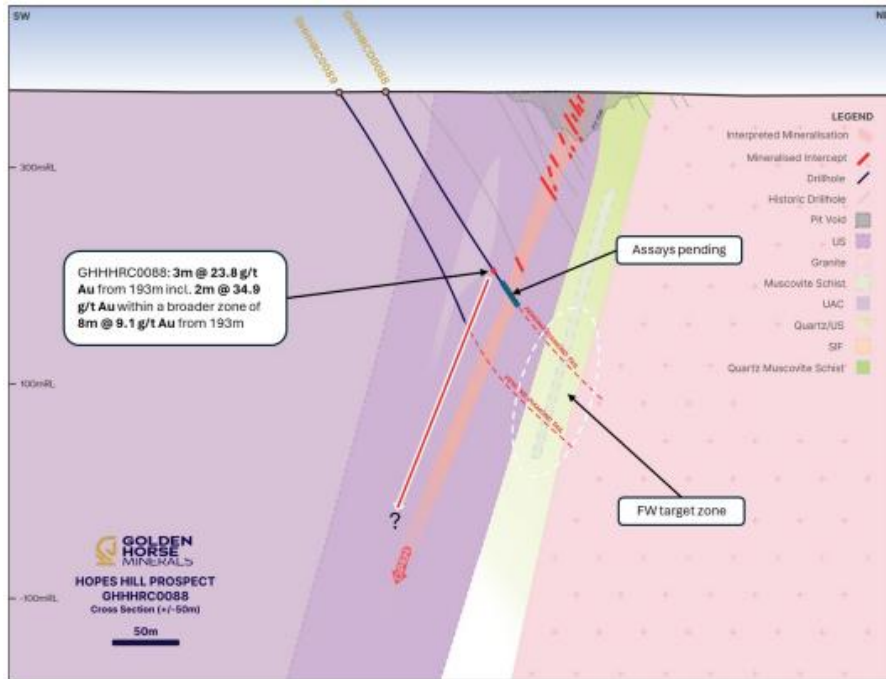 SW
NE
GHHHRC0089
GHHHRC0088
LEGEND
Interpreted Mineralisation
Mineralised Intercept
Drillhole
Historic Drillhole
Pit Void
US
Granite
Muscovite Schist
UAC
Quartz/US
SIF
Quartz Muscovite Schist
300mRL
100mRL
-100mRL
GHHHRC0088: 3m @ 23.8 g/t
Au from 193m incl. 2m @ 34.9
g/t Au within a broader zone of
8m @ 9.1 g/t Au from 193m
Assays pending
FW target zone
?
GOLDEN
HORSE
MINERALS
HOPES HILL PROSPECT
GHHHRC0088
Cross Section (+/-50m)
50m